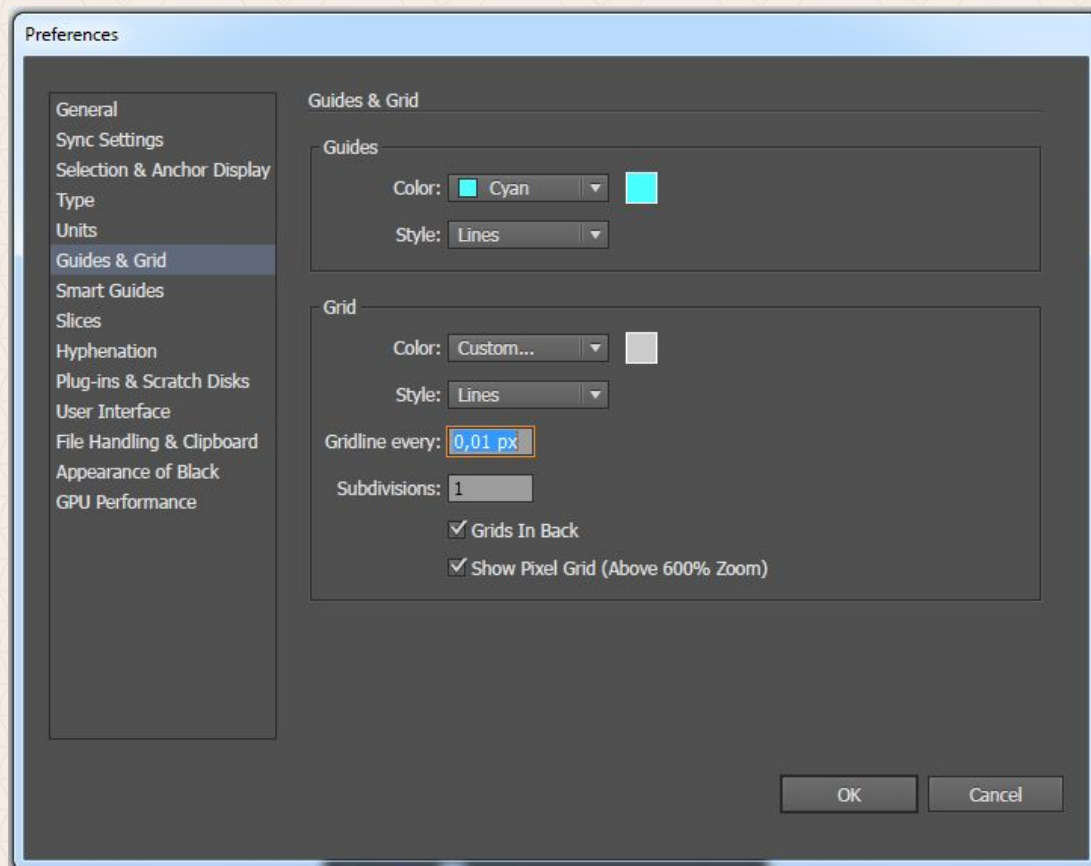 Preferences
General
Sync Settings
Selection & Anchor Display
Type
Units
Guides & Grid
Smart Guides
Slices
Hyphenation
Plug-ins & Scratch Disks
User Interface
File Handling & Clipboard
Appearance of Black
GPU Performance
Guides & Grid
Guides
Color: Cyan
Style: Lines
Grid
Color: Custom...
Style: Lines
Gridline every: 0,01 px
Subdivisions: 1
Grids In Back
Show Pixel Grid (Above 600% Zoom)
OK Cancel